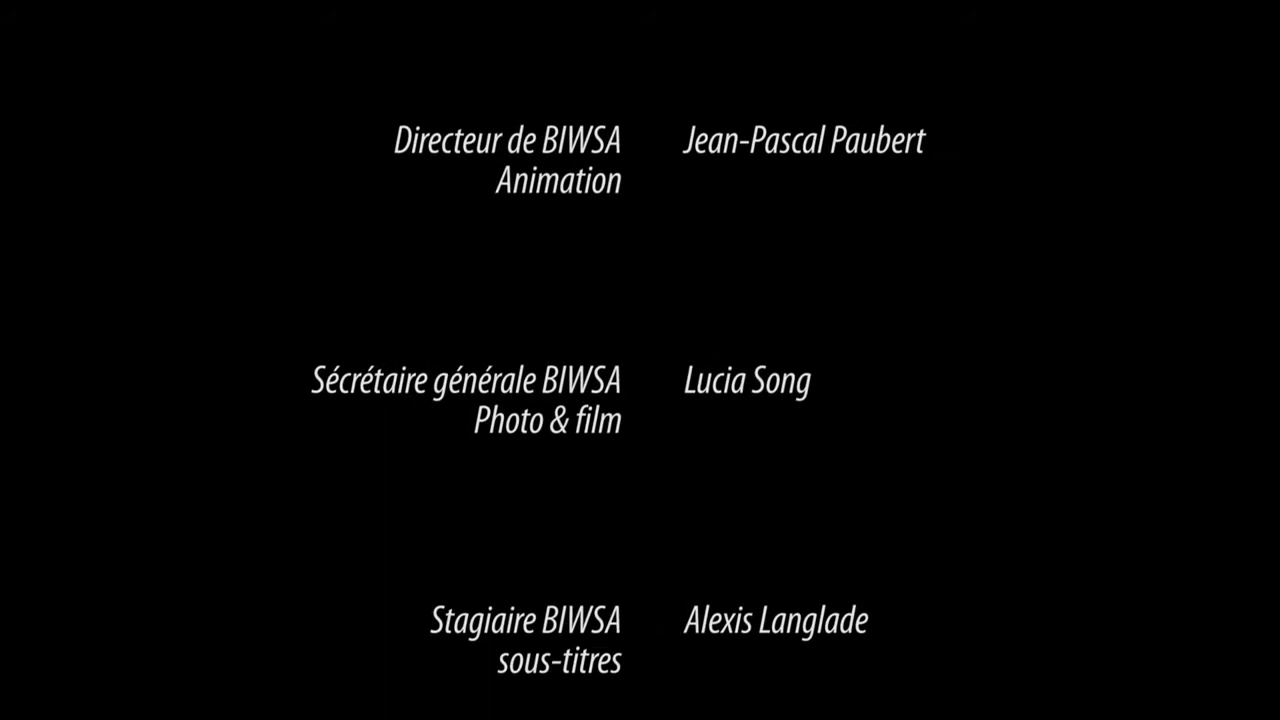 Directeur de BIWSA Jean-Pascal Paubert
Animation
Sécrétaire générale BIWSA Lucia Song
Photo & film
Stagiaire BIWSA Alexis Langlade
sous-titres